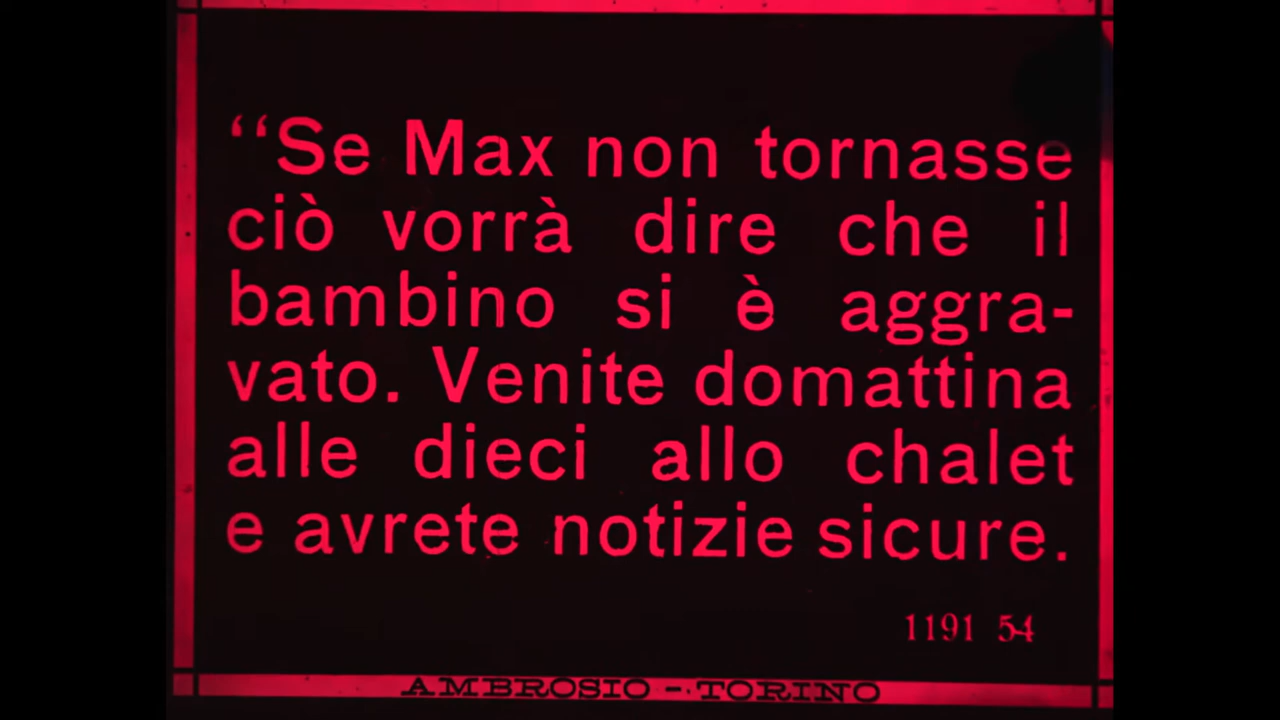 “Se Max non tornasse
ciò vorrà dire che il
bambino si è aggra-
vato. Venite domattina
alle dieci allo chalet
e avrete notizie sicure.
1191 54
AMBROSIO - TORINO